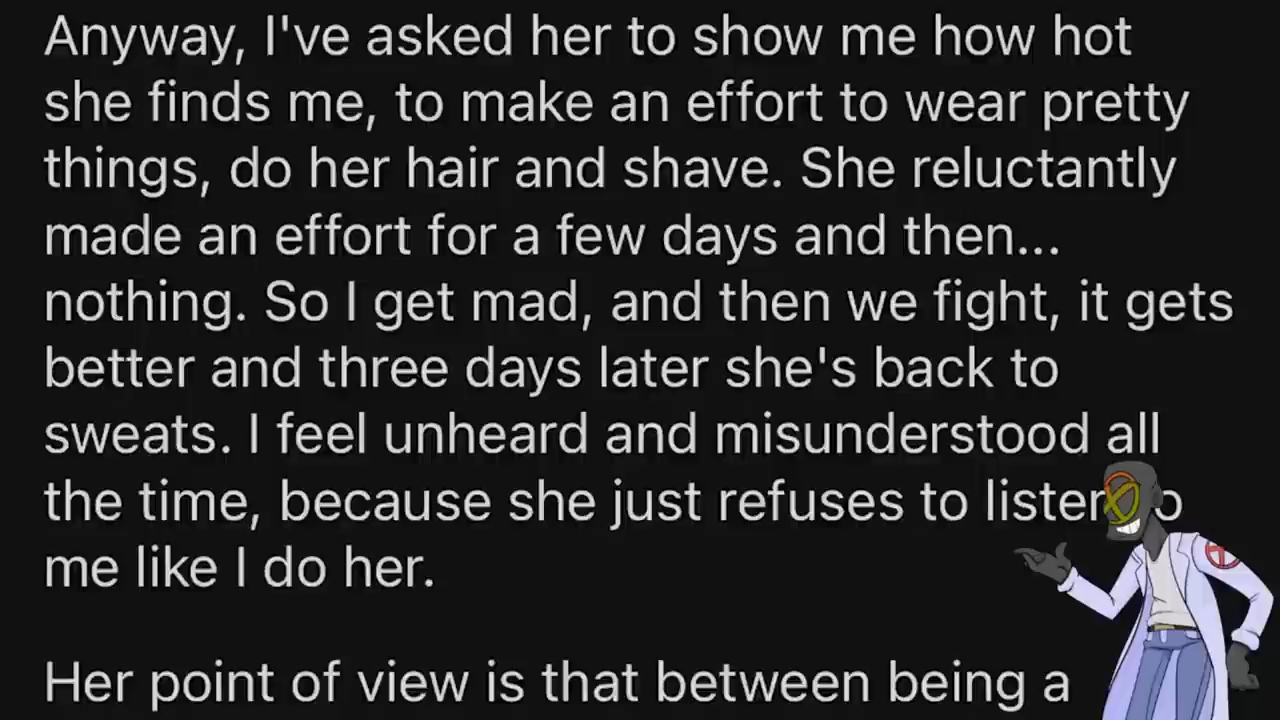 Anyway, I've asked her to show me how hot
she finds me, to make an effort to wear pretty
things, do her hair and shave. She reluctantly
made an effort for a few days and then...
nothing. So I get mad, and then we fight, it gets
better and three days later she's back to
sweats. I feel unheard and misunderstood all
the time, because she just refuses to listen to
me like I do her.
Her point of view is that between being a